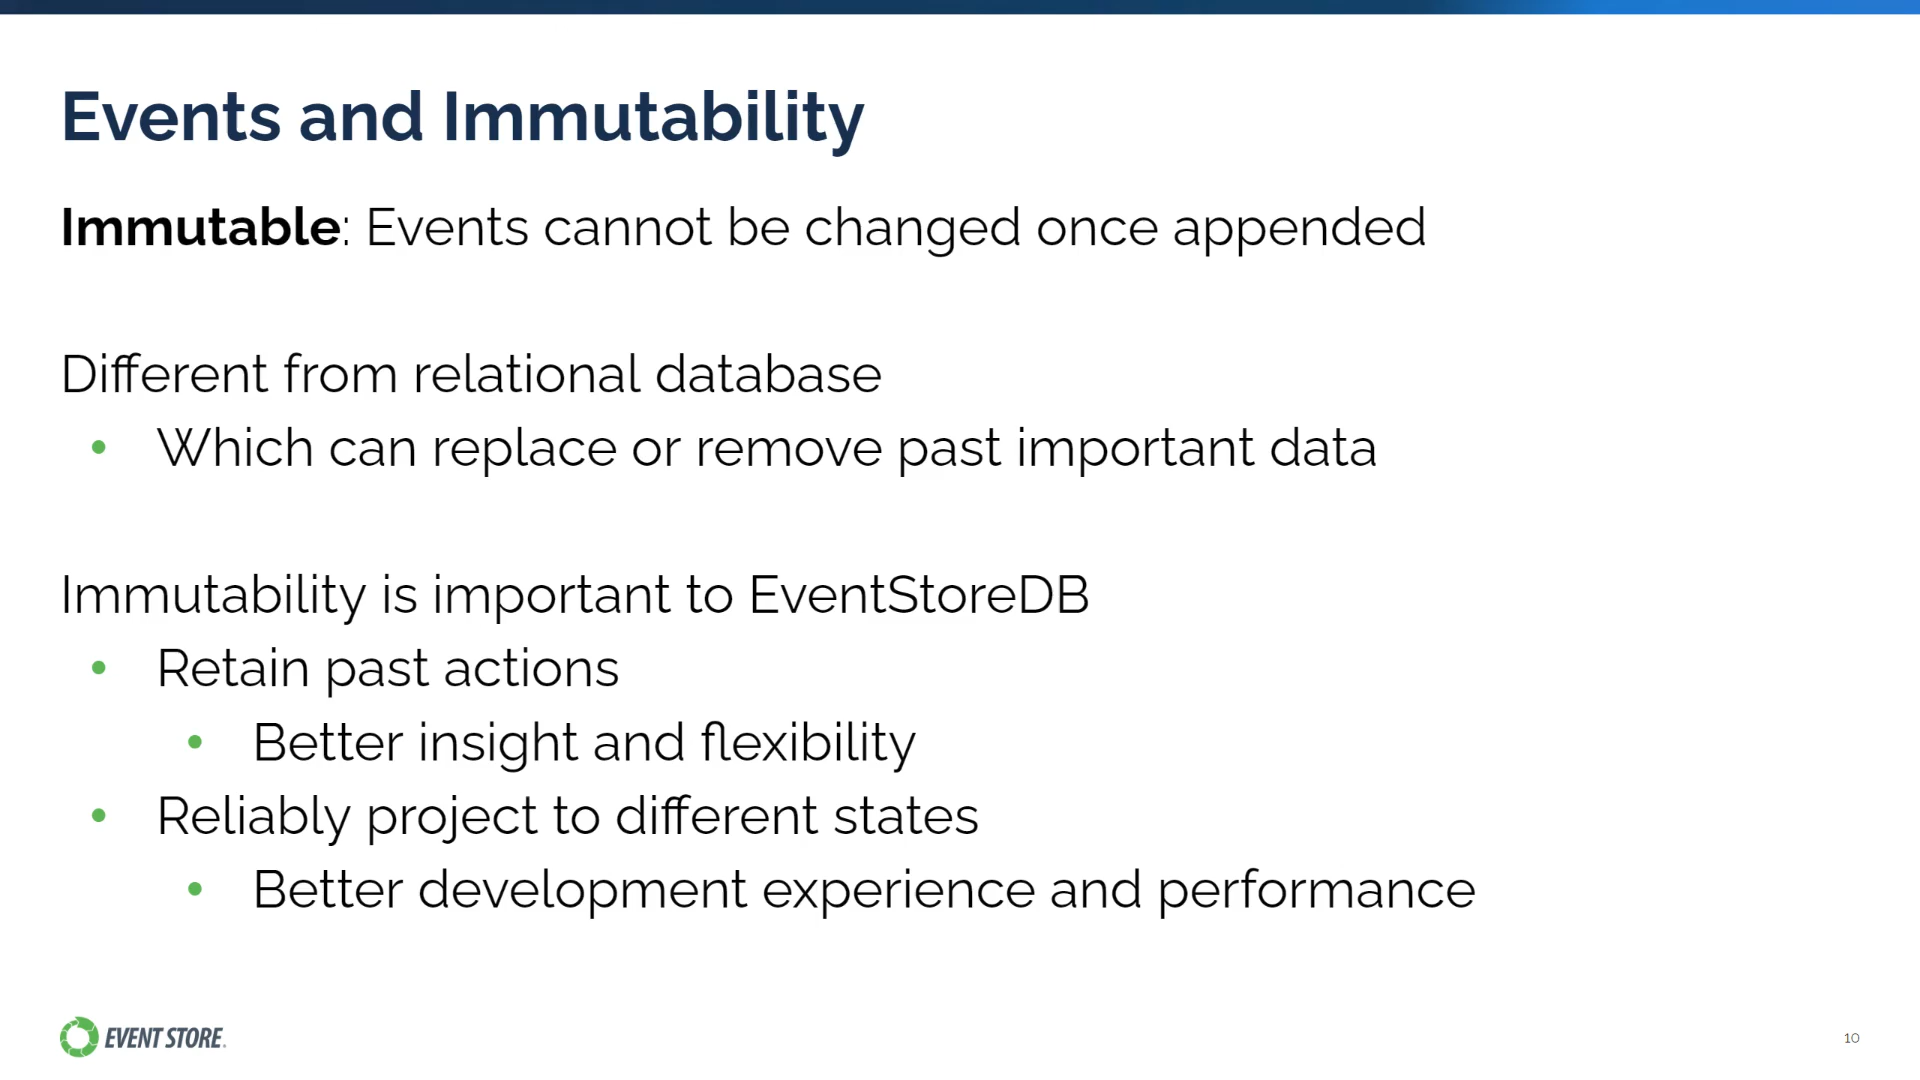 Events and Immutability
Immutable: Events cannot be changed once appended
Different from relational database
• Which can replace or remove past important data
Immutability is important to EventStoreDB
• Retain past actions
• Better insight and flexibility
• Reliably project to different states
• Better development experience and performance
EVENT STORE.
10